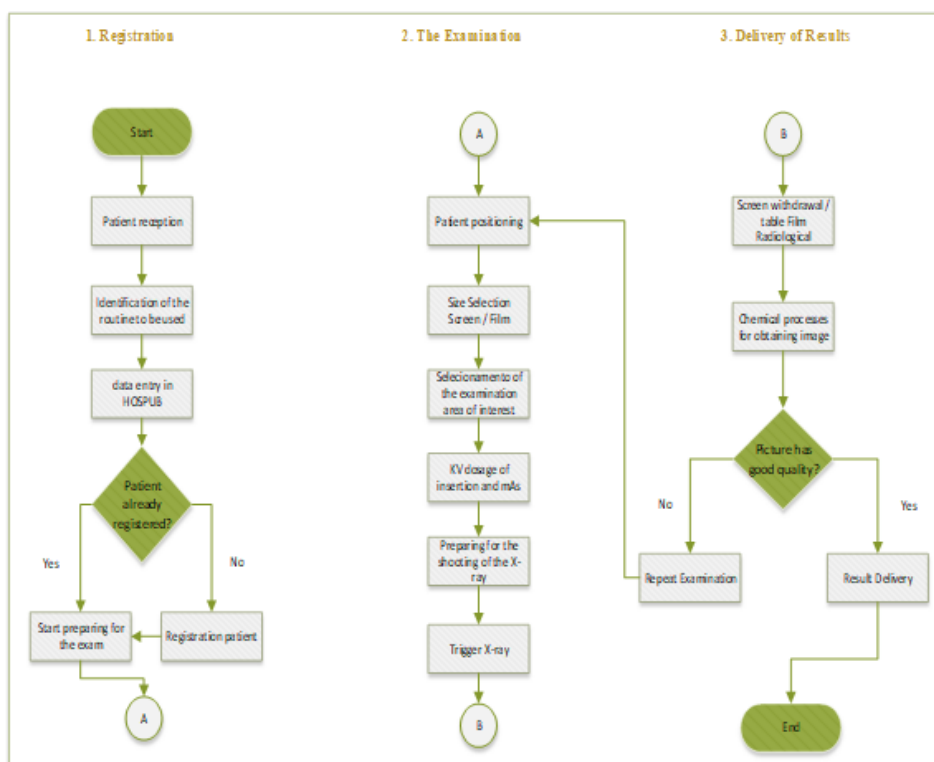 1. Registration
Start
Patient reception
Identification of the
routine to be used
data entry in
HOSPUB
Patient
already
registered?
Yes
No
Start preparing for
the exam
Registration patient
A
2. The Examination
A
Patient positioning
Size Selection
Screen / Film
Selecionamento of
the examination
area of interest
KV dosage of
insertion and mAs
Preparing for the
shooting of the X-
ray
Trigger X-ray
B
3. Delivery of Results
B
Screen withdrawal /
table Film
Radiological
Chemical processes
for obtaining image
Picture has
good quality?
No
Yes
Repeat Examination
Result Delivery
End